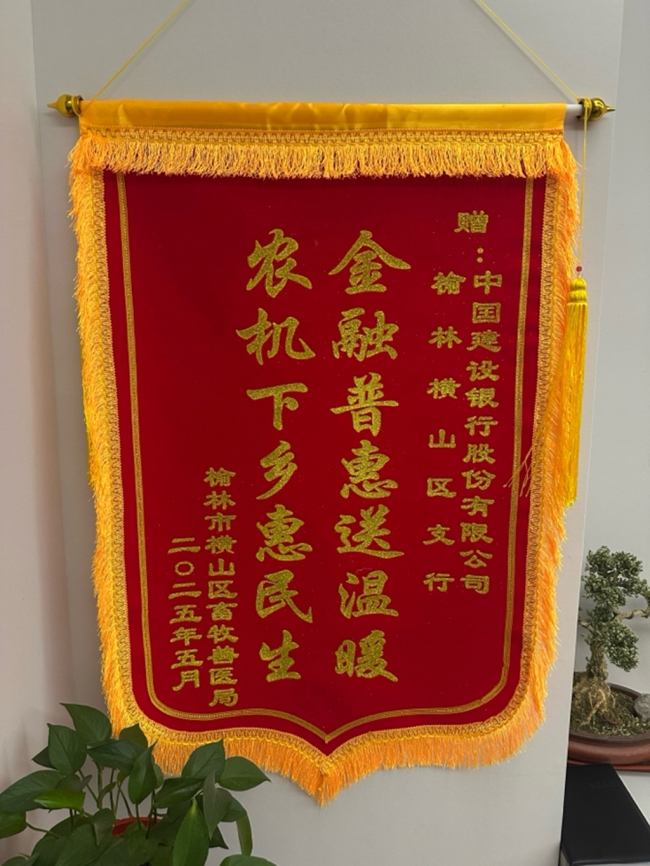 赠：中国建设银行股份有限公司
榆林横山区支行
金融普惠送温暖
农机下乡惠民生
榆林市横山区畜牧兽医局
二〇二五年五月